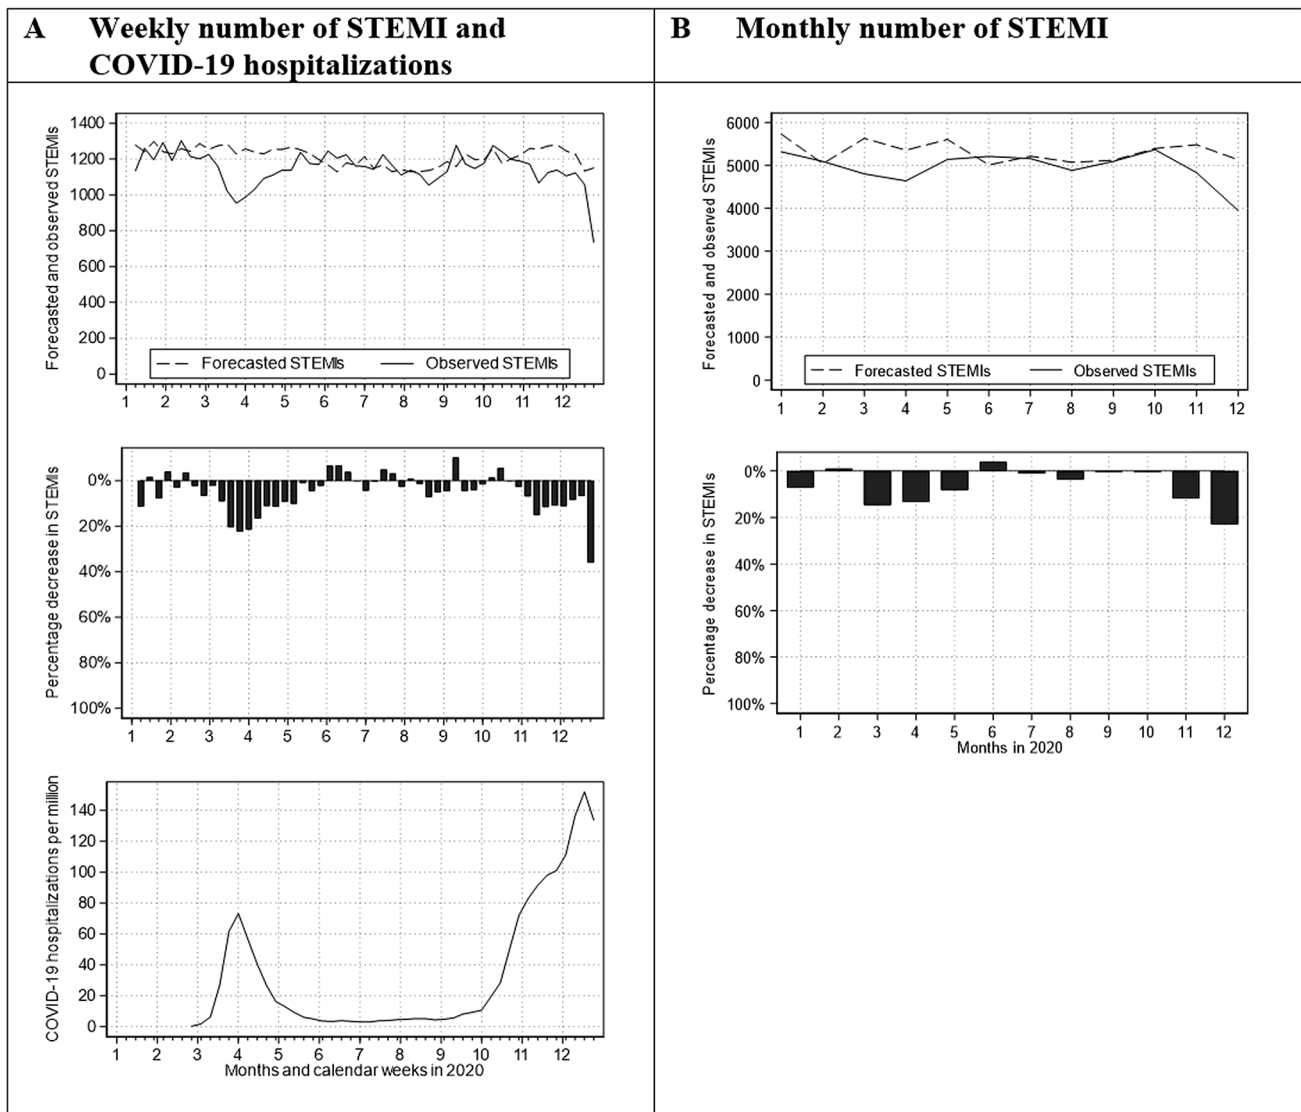 A Weekly number of STEMI and
COVID-19 hospitalizations
Forecasted and observed STEMIs
1400
1200
1000
800
600
400
200
0
Forecasted STEMIs
Observed STEMIs
1 2 3 4 5 6 7 8 9 10 11 12
Percentage decrease in STEMIs
0%
20%
40%
60%
80%
100%
1 2 3 4 5 6 7 8 9 10 11 12
COVID-19 hospitalizations per million
140
120
100
80
60
40
20
0
1 2 3 4 5 6 7 8 9 10 11 12
Months and calendar weeks in 2020
B Monthly number of STEMI
Forecasted and observed STEMIs
6000
5000
4000
3000
2000
1000
0
Forecasted STEMIs
Observed STEMIs
1 2 3 4 5 6 7 8 9 10 11 12
Percentage decrease in STEMIs
0%
20%
40%
60%
80%
100%
1 2 3 4 5 6 7 8 9 10 11 12
Months in 2020